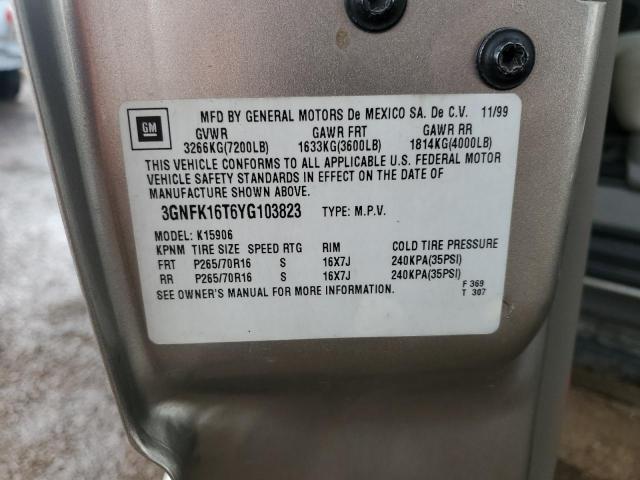 GM MFD BY GENERAL MOTORS De MEXICO SA. De C.V. 11/99
GVWR GAWR FRT GAWR RR
3266KG(7200LB) 1633KG(3600LB) 1814KG(4000LB)
THIS VEHICLE CONFORMS TO ALL APPLICABLE U.S. FEDERAL MOTOR
VEHICLE SAFETY STANDARDS IN EFFECT ON THE DATE OF
MANUFACTURE SHOWN ABOVE.
3GNFK16T6YG103823 TYPE: M.P.V.
MODEL: K15906
KPNM TIRE SIZE SPEED RTG RIM COLD TIRE PRESSURE
FRT P265/70R16 S 16X7J 240KPA(35PSI)
RR P265/70R16 S 16X7J 240KPA(35PSI)
SEE OWNER'S MANUAL FOR MORE INFORMATION.
F 369
T 307